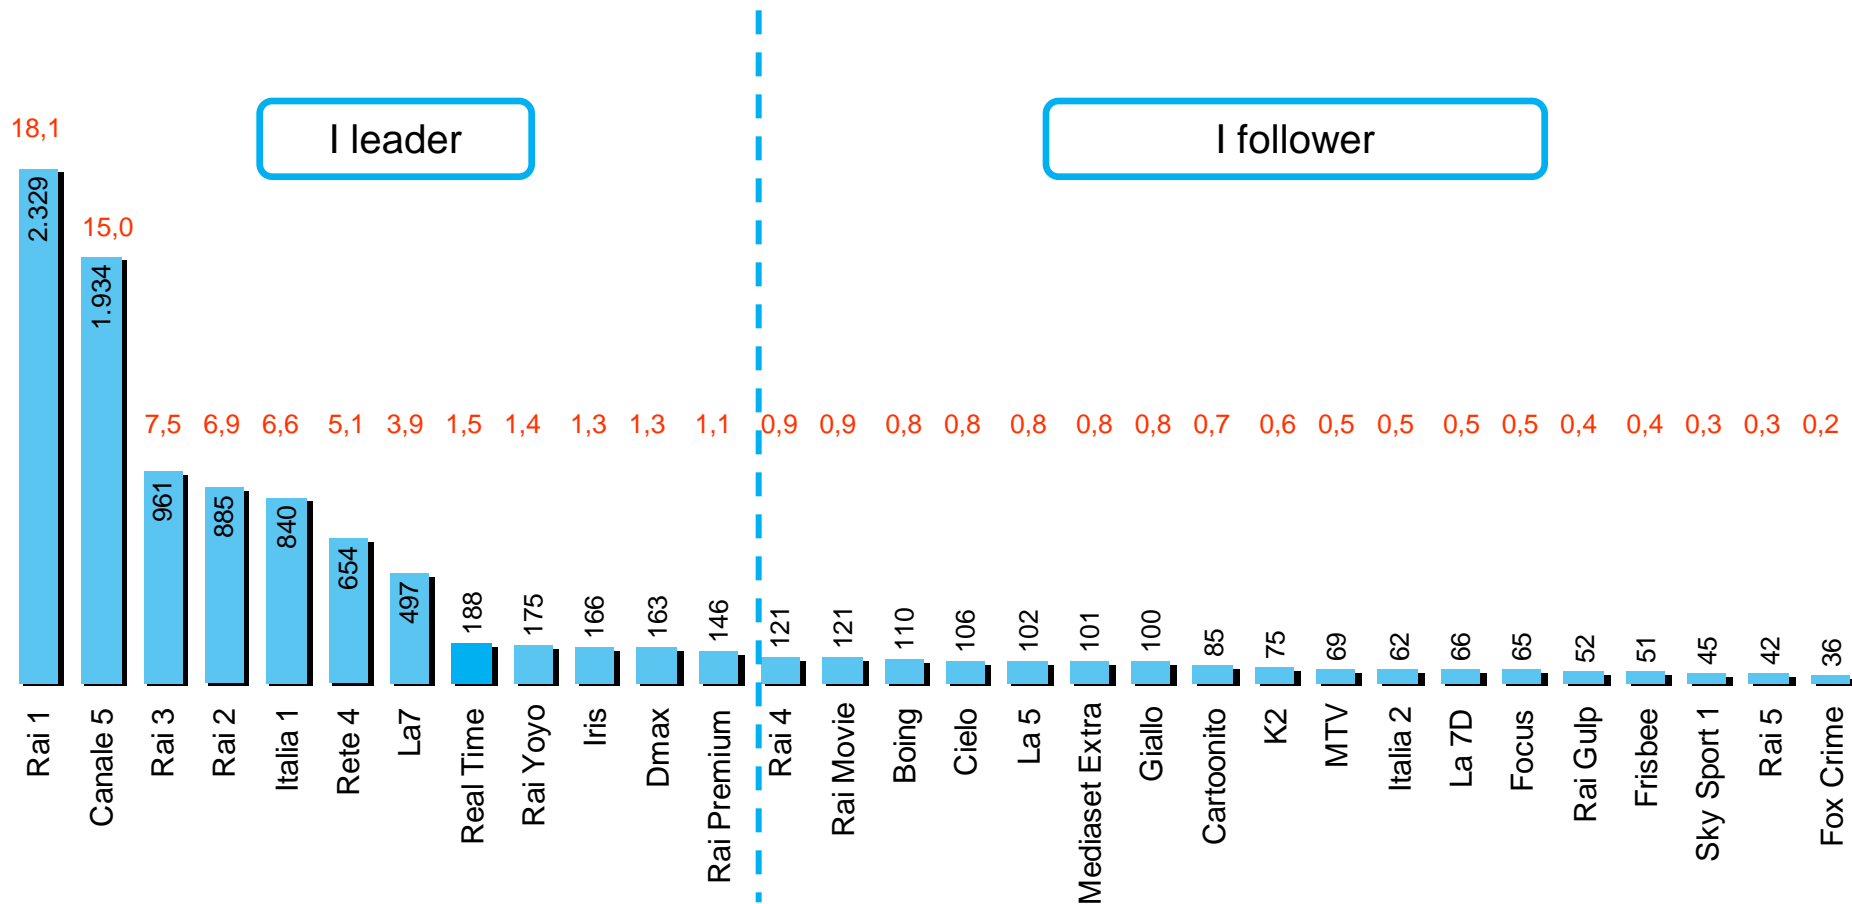 I leader
I follower
18,1
15,0
7,5 6,9 6,6 5,1 3,9 1,5 1,4 1,3 1,3 1,1 0,9 0,9 0,8 0,8 0,8 0,8 0,8 0,7 0,6 0,5 0,5 0,5 0,5 0,4 0,4 0,3 0,3 0,2
2.329
1.934
961
885
840
654
497
188
175
166
163
146
121
121
110
106
102
101
100
85
75
69
62
66
65
52
51
45
42
36
Rai 1
Canale 5
Rai 3
Rai 2
Italia 1
Rete 4
La7
Real Time
Rai Yoyo
Iris
Dmax
Rai Premium
Rai 4
Rai Movie
Boing
Cielo
La 5
Mediaset Extra
Giallo
Cartoonito
K2
MTV
Italia 2
La 7D
Focus
Rai Gulp
Frisbee
Sky Sport 1
Rai 5
Fox Crime